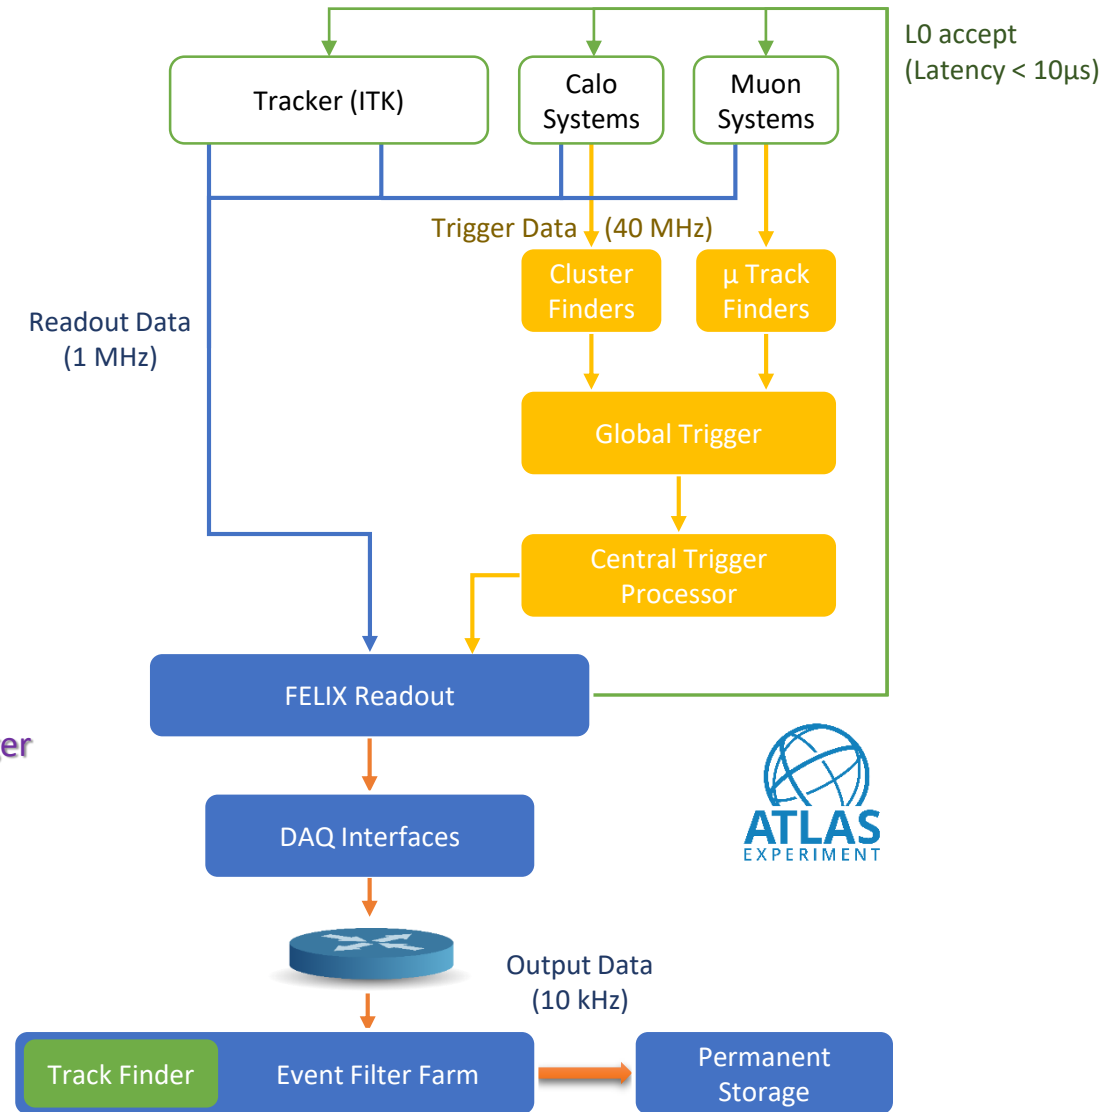 L0 accept
(Latency < 10µs)
Tracker (ITK)
Calo
Systems
Muon
Systems
Trigger Data (40 MHz)
Cluster
Finders
µ Track
Finders
Readout Data
(1 MHz)
Global Trigger
Central Trigger
Processor
FELIX Readout
DAQ Interfaces
ATLAS
EXPERIMENT
Output Data
(10 kHz)
Track Finder
Event Filter Farm
Permanent
Storage